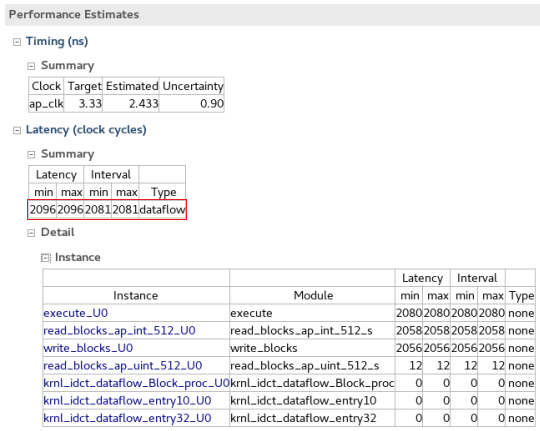 Performance Estimates
Timing (ns)
Summary
Clock Target Estimated Uncertainty
ap_clk 3.33 2.433 0.90
Latency (clock cycles)
Summary
Latency Interval
min max min max Type
2096 2096 2081 2081 dataflow
Detail
Instance
Latency Interval
Instance Module min max min max Type
execute_U0 execute 2080 2080 2080 2080 none
read_blocks_ap_int_512_U0 read_blocks_ap_int_512_s 2058 2058 2058 2058 none
write_blocks_U0 write_blocks 2056 2056 2056 2056 none
read_blocks_ap_uint_512_U0 read_blocks_ap_uint_512_s 12 12 12 12 none
krnl_idct_dataflow_Block_proc_U0 krnl_idct_dataflow_Block_proc 0 0 0 0 none
krnl_idct_dataflow_entry10_U0 krnl_idct_dataflow_entry10 0 0 0 0 none
krnl_idct_dataflow_entry32_U0 krnl_idct_dataflow_entry32 0 0 0 0 none